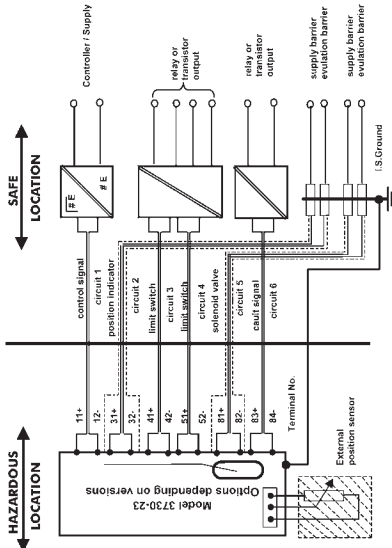 SAFE
LOCATION
Controller / Supply
relay or
transistor
output
relay or
transistor
output
supply barrier
evulation barrier
supply barrier
evulation barrier
#E
#E
I.S.Ground
control signal
circuit 1
position indicator
circuit 2
limit switch
circuit 3
limit switch
circuit 4
solenoid valve
circuit 5
cault signal
circuit 6
11+
12-
31+
32-
41+
42-
51+
52-
81+
82-
83+
84-
Terminal No.
HAZARDOUS
LOCATION
Model 3730-23
Options depending on versions
External
position sensor